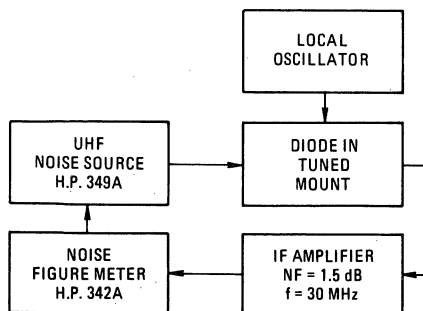 LOCAL
OSCILLATOR
UHF
NOISE SOURCE
H.P. 349A
DIODE IN
TUNED
MOUNT
NOISE
FIGURE METER
H.P. 342A
IF AMPLIFIER
NF = 1.5 dB
f = 30 MHz